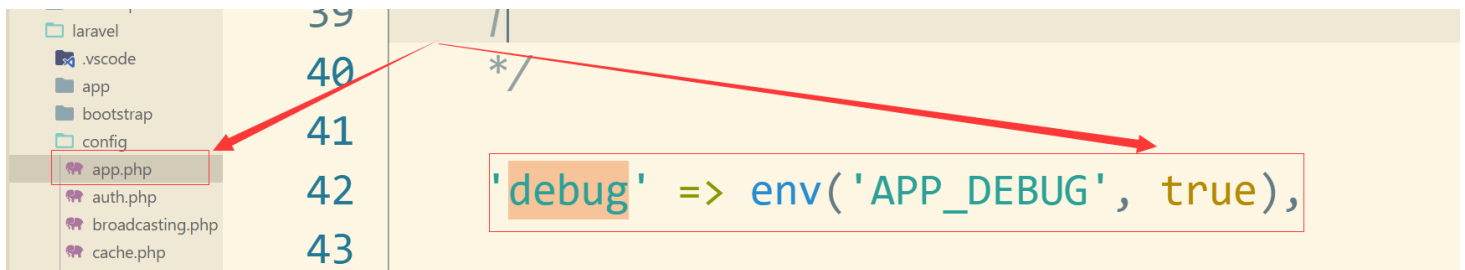 laravel
.vscode
app
bootstrap
config
app.php
auth.php
broadcasting.php
cache.php
39
/
40
*/
41
42
'debug' => env('APP_DEBUG', true),
43